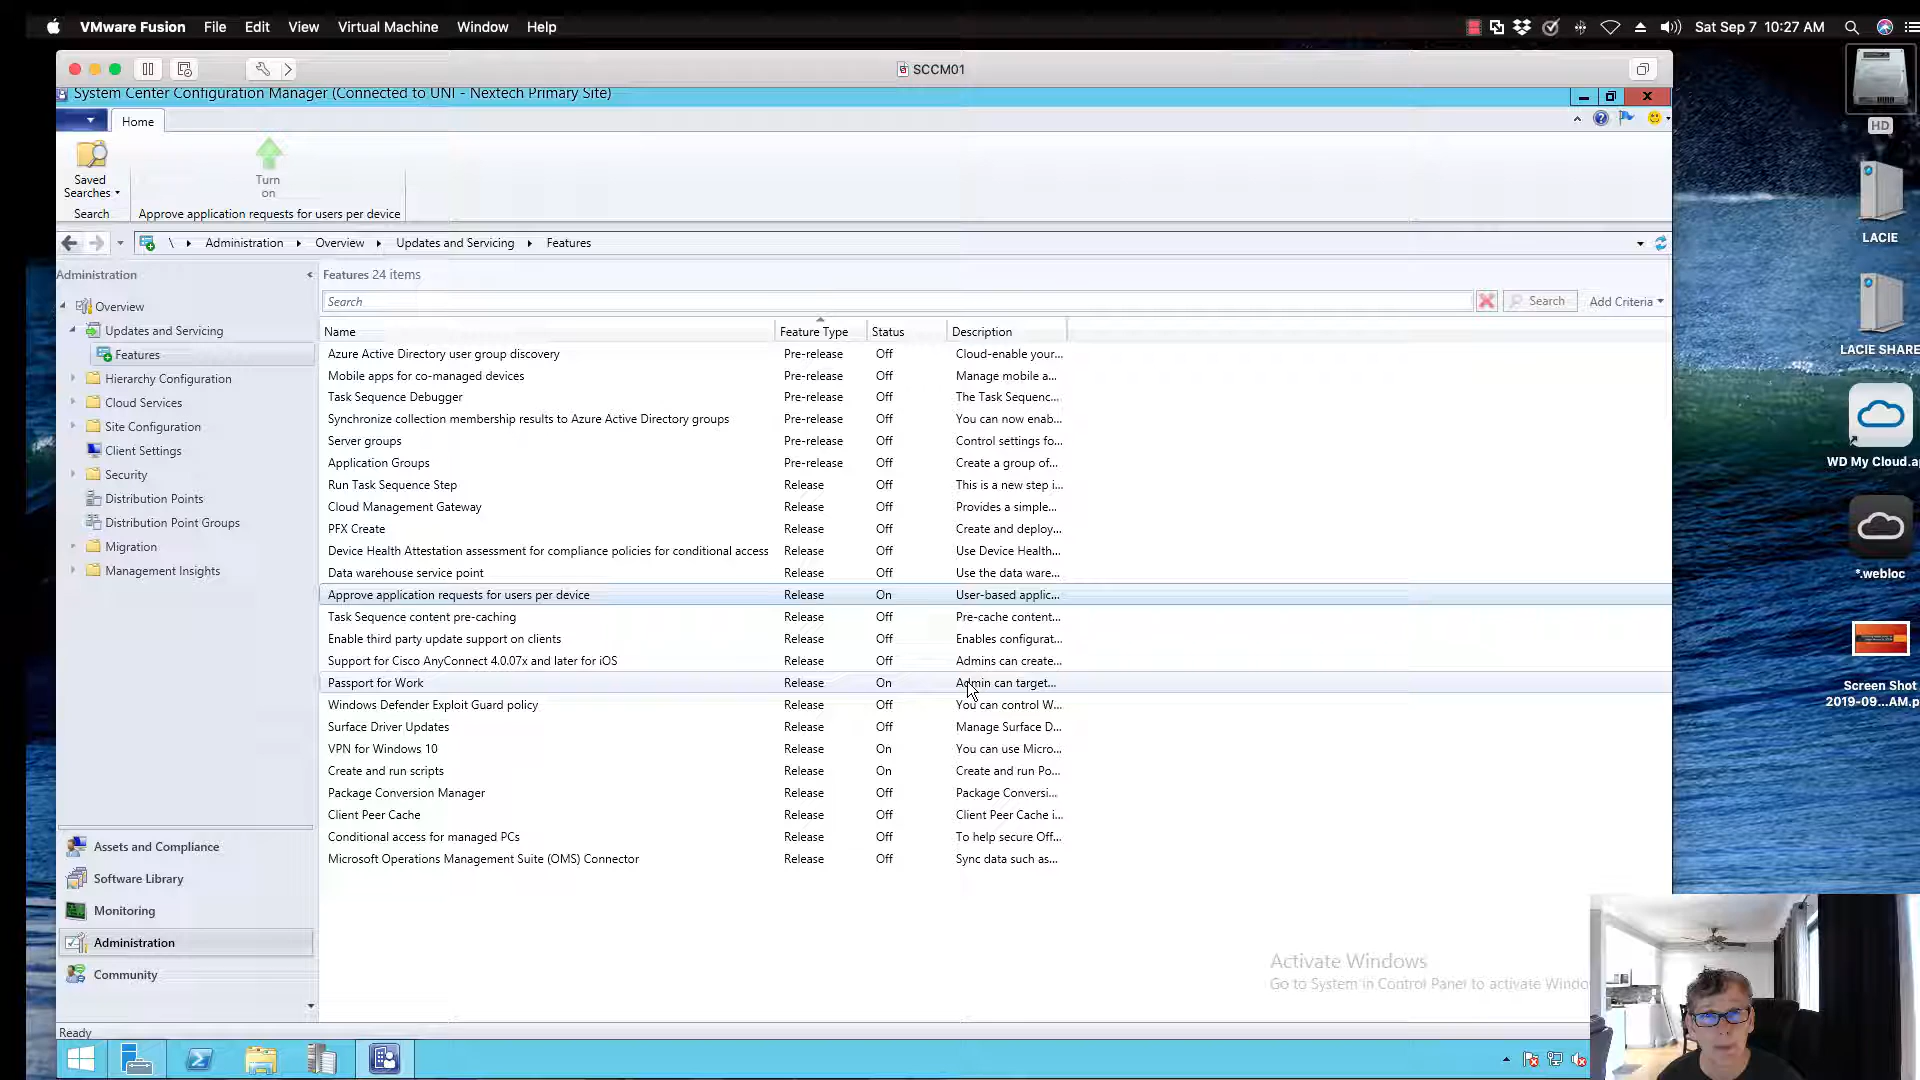 VMware Fusion File Edit View Virtual Machine Window Help
Sat Sep 7 10:27 AM
SCCM01
System Center Configuration Manager (Connected to UNI - Nextech Primary Site)
Home
Saved Searches
Turn on
Search
Approve application requests for users per device
\ Administration Overview Updates and Servicing Features
Administration
Overview
Updates and Servicing
Features
Hierarchy Configuration
Cloud Services
Site Configuration
Client Settings
Security
Distribution Points
Distribution Point Groups
Migration
Management Insights
Assets and Compliance
Software Library
Monitoring
Administration
Community
Features 24 items
Search
Search
Add Criteria
Name Feature Type Status Description
Azure Active Directory user group discovery Pre-release Off Cloud-enable your...
Mobile apps for co-managed devices Pre-release Off Manage mobile a...
Task Sequence Debugger Pre-release Off The Task Sequenc...
Synchronize collection membership results to Azure Active Directory groups Pre-release Off You can now enab...
Server groups Pre-release Off Control settings fo...
Application Groups Pre-release Off Create a group of...
Run Task Sequence Step Release Off This is a new step i...
Cloud Management Gateway Release Off Provides a simple...
PFX Create Release Off Create and deploy...
Device Health Attestation assessment for compliance policies for conditional access Release Off Use Device Health...
Data warehouse service point Release Off Use the data ware...
Approve application requests for users per device Release On User-based applic...
Task Sequence content pre-caching Release Off Pre-cache content...
Enable third party update support on clients Release Off Enables configurat...
Support for Cisco AnyConnect 4.0.07x and later for iOS Release Off Admins can create...
Passport for Work Release On Admin can target...
Windows Defender Exploit Guard policy Release Off You can control W...
Surface Driver Updates Release Off Manage Surface D...
VPN for Windows 10 Release On You can use Micro...
Create and run scripts Release On Create and run Po...
Package Conversion Manager Release Off Package Conversi...
Client Peer Cache Release Off Client Peer Cache i...
Conditional access for managed PCs Release Off To help secure Off...
Microsoft Operations Management Suite (OMS) Connector Release Off Sync data such as...
Activate Windows
Go to System in Control Panel to activate Windo
Ready
HD
LACIE
LACIE SHARE
WD My Cloud.a
*.webloc
Screen Shot
2019-09...AM.p